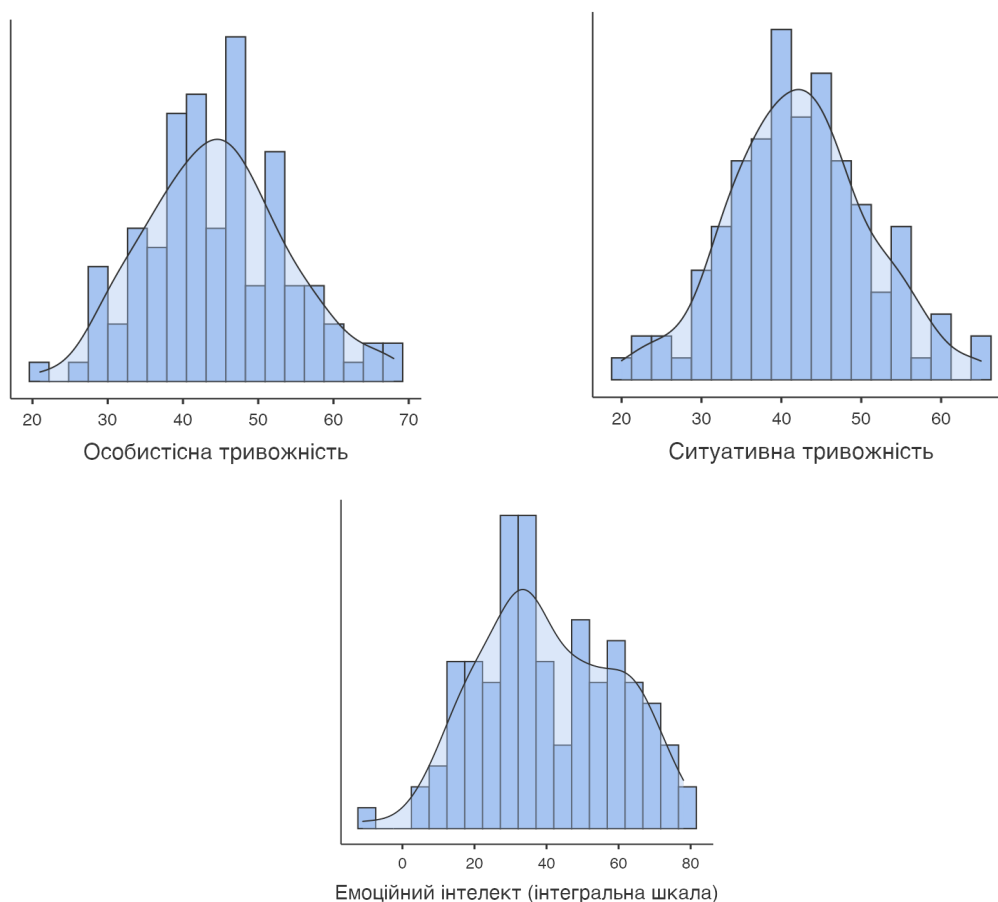 20 30 40 50 60 70
Особистісна тривожність
20 30 40 50 60
Ситуативна тривожність
0 20 40 60 80
Емоційний інтелект (інтегральна шкала)